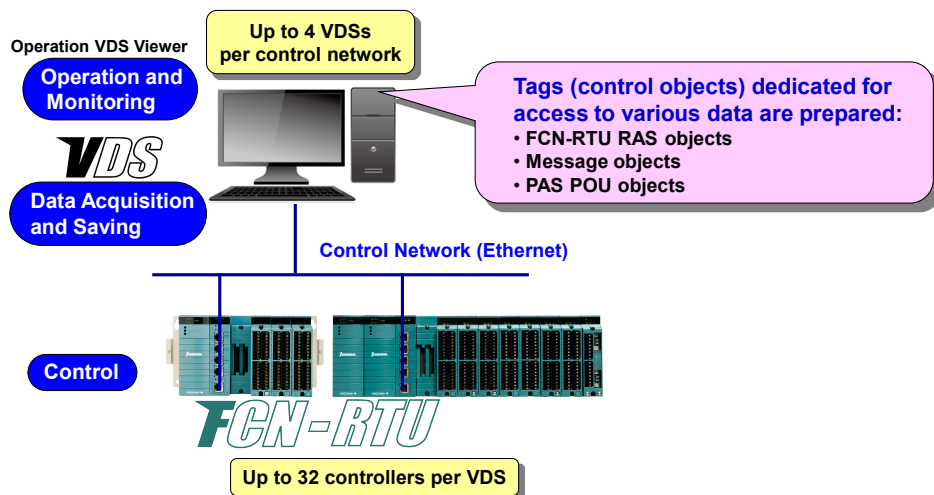 Up to 4 VDSs
per control network
Operation VDS Viewer
Operation and
Monitoring
Tags (control objects) dedicated for
access to various data are prepared:
• FCN-RTU RAS objects
• Message objects
• PAS POU objects
VDS
Data Acquisition
and Saving
Control Network (Ethernet)
Control
FCN-RTU
Up to 32 controllers per VDS